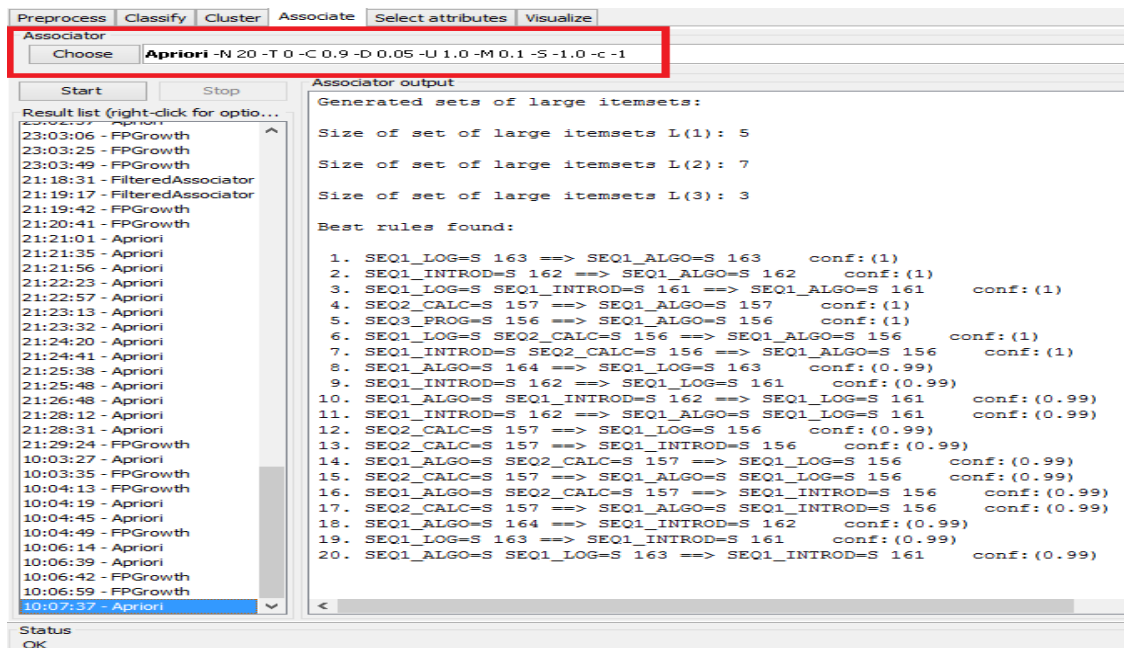 Preprocess Classify Cluster Associate Select attributes Visualize
Associator
Choose Apriori -N 20 -T 0 -C 0.9 -D 0.05 -U 1.0 -M 0.1 -S -1.0 -c -1
Start Stop
Result list (right-click for optio...
23:02:57 - Apriori
23:03:06 - FPGrowth
23:03:25 - FPGrowth
23:03:49 - FPGrowth
21:18:31 - FilteredAssociator
21:19:17 - FilteredAssociator
21:19:42 - FPGrowth
21:20:41 - FPGrowth
21:21:01 - Apriori
21:21:35 - Apriori
21:21:56 - Apriori
21:22:23 - Apriori
21:22:57 - Apriori
21:23:13 - Apriori
21:23:32 - Apriori
21:24:20 - Apriori
21:24:41 - Apriori
21:25:38 - Apriori
21:25:48 - Apriori
21:26:48 - Apriori
21:28:12 - Apriori
21:28:31 - Apriori
21:29:24 - FPGrowth
10:03:27 - Apriori
10:03:35 - FPGrowth
10:04:13 - FPGrowth
10:04:19 - Apriori
10:04:45 - Apriori
10:04:49 - FPGrowth
10:06:14 - Apriori
10:06:39 - Apriori
10:06:42 - FPGrowth
10:06:59 - FPGrowth
10:07:37 - Apriori
Associator output
Generated sets of large itemsets:
Size of set of large itemsets L(1): 5
Size of set of large itemsets L(2): 7
Size of set of large itemsets L(3): 3
Best rules found:
1. SEQ1_LOG=S 163 ==> SEQ1_ALGO=S 163 conf:(1)
2. SEQ1_INTROD=S 162 ==> SEQ1_ALGO=S 162 conf:(1)
3. SEQ1_LOG=S SEQ1_INTROD=S 161 ==> SEQ1_ALGO=S 161 conf:(1)
4. SEQ2_CALC=S 157 ==> SEQ1_ALGO=S 157 conf:(1)
5. SEQ3_PROG=S 156 ==> SEQ1_ALGO=S 156 conf:(1)
6. SEQ1_LOG=S SEQ2_CALC=S 156 ==> SEQ1_ALGO=S 156 conf:(1)
7. SEQ1_INTROD=S SEQ2_CALC=S 156 ==> SEQ1_ALGO=S 156 conf:(1)
8. SEQ1_ALGO=S 164 ==> SEQ1_LOG=S 163 conf:(0.99)
9. SEQ1_INTROD=S 162 ==> SEQ1_LOG=S 161 conf:(0.99)
10. SEQ1_ALGO=S SEQ1_INTROD=S 162 ==> SEQ1_LOG=S 161 conf:(0.99)
11. SEQ1_INTROD=S 162 ==> SEQ1_ALGO=S SEQ1_LOG=S 161 conf:(0.99)
12. SEQ2_CALC=S 157 ==> SEQ1_LOG=S 156 conf:(0.99)
13. SEQ2_CALC=S 157 ==> SEQ1_INTROD=S 156 conf:(0.99)
14. SEQ1_ALGO=S SEQ2_CALC=S 157 ==> SEQ1_LOG=S 156 conf:(0.99)
15. SEQ2_CALC=S 157 ==> SEQ1_ALGO=S SEQ1_LOG=S 156 conf:(0.99)
16. SEQ1_ALGO=S SEQ2_CALC=S 157 ==> SEQ1_INTROD=S 156 conf:(0.99)
17. SEQ2_CALC=S 157 ==> SEQ1_ALGO=S SEQ1_INTROD=S 156 conf:(0.99)
18. SEQ1_ALGO=S 164 ==> SEQ1_INTROD=S 162 conf:(0.99)
19. SEQ1_LOG=S 163 ==> SEQ1_INTROD=S 161 conf:(0.99)
20. SEQ1_ALGO=S SEQ1_LOG=S 163 ==> SEQ1_INTROD=S 161 conf:(0.99)
Status
OK